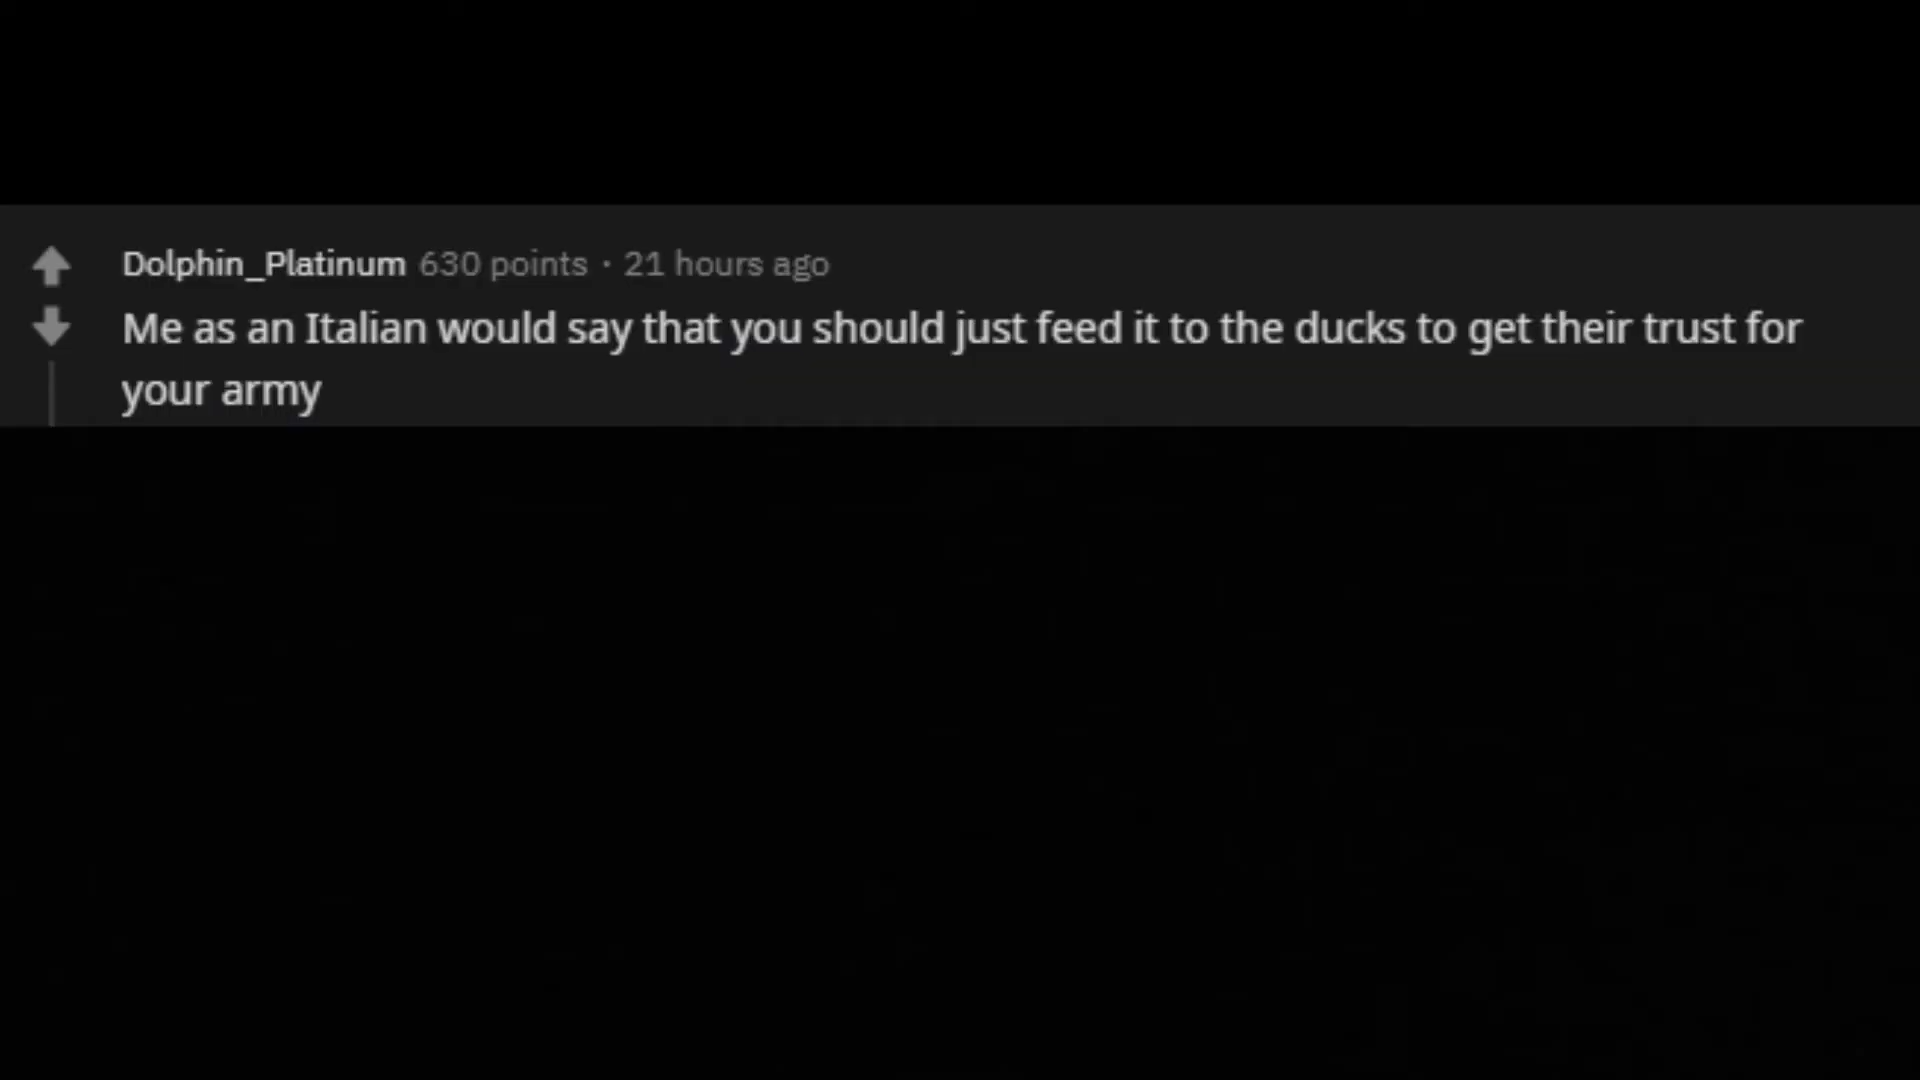 Dolphin_Platinum 630 points · 21 hours ago
Me as an Italian would say that you should just feed it to the ducks to get their trust for
your army